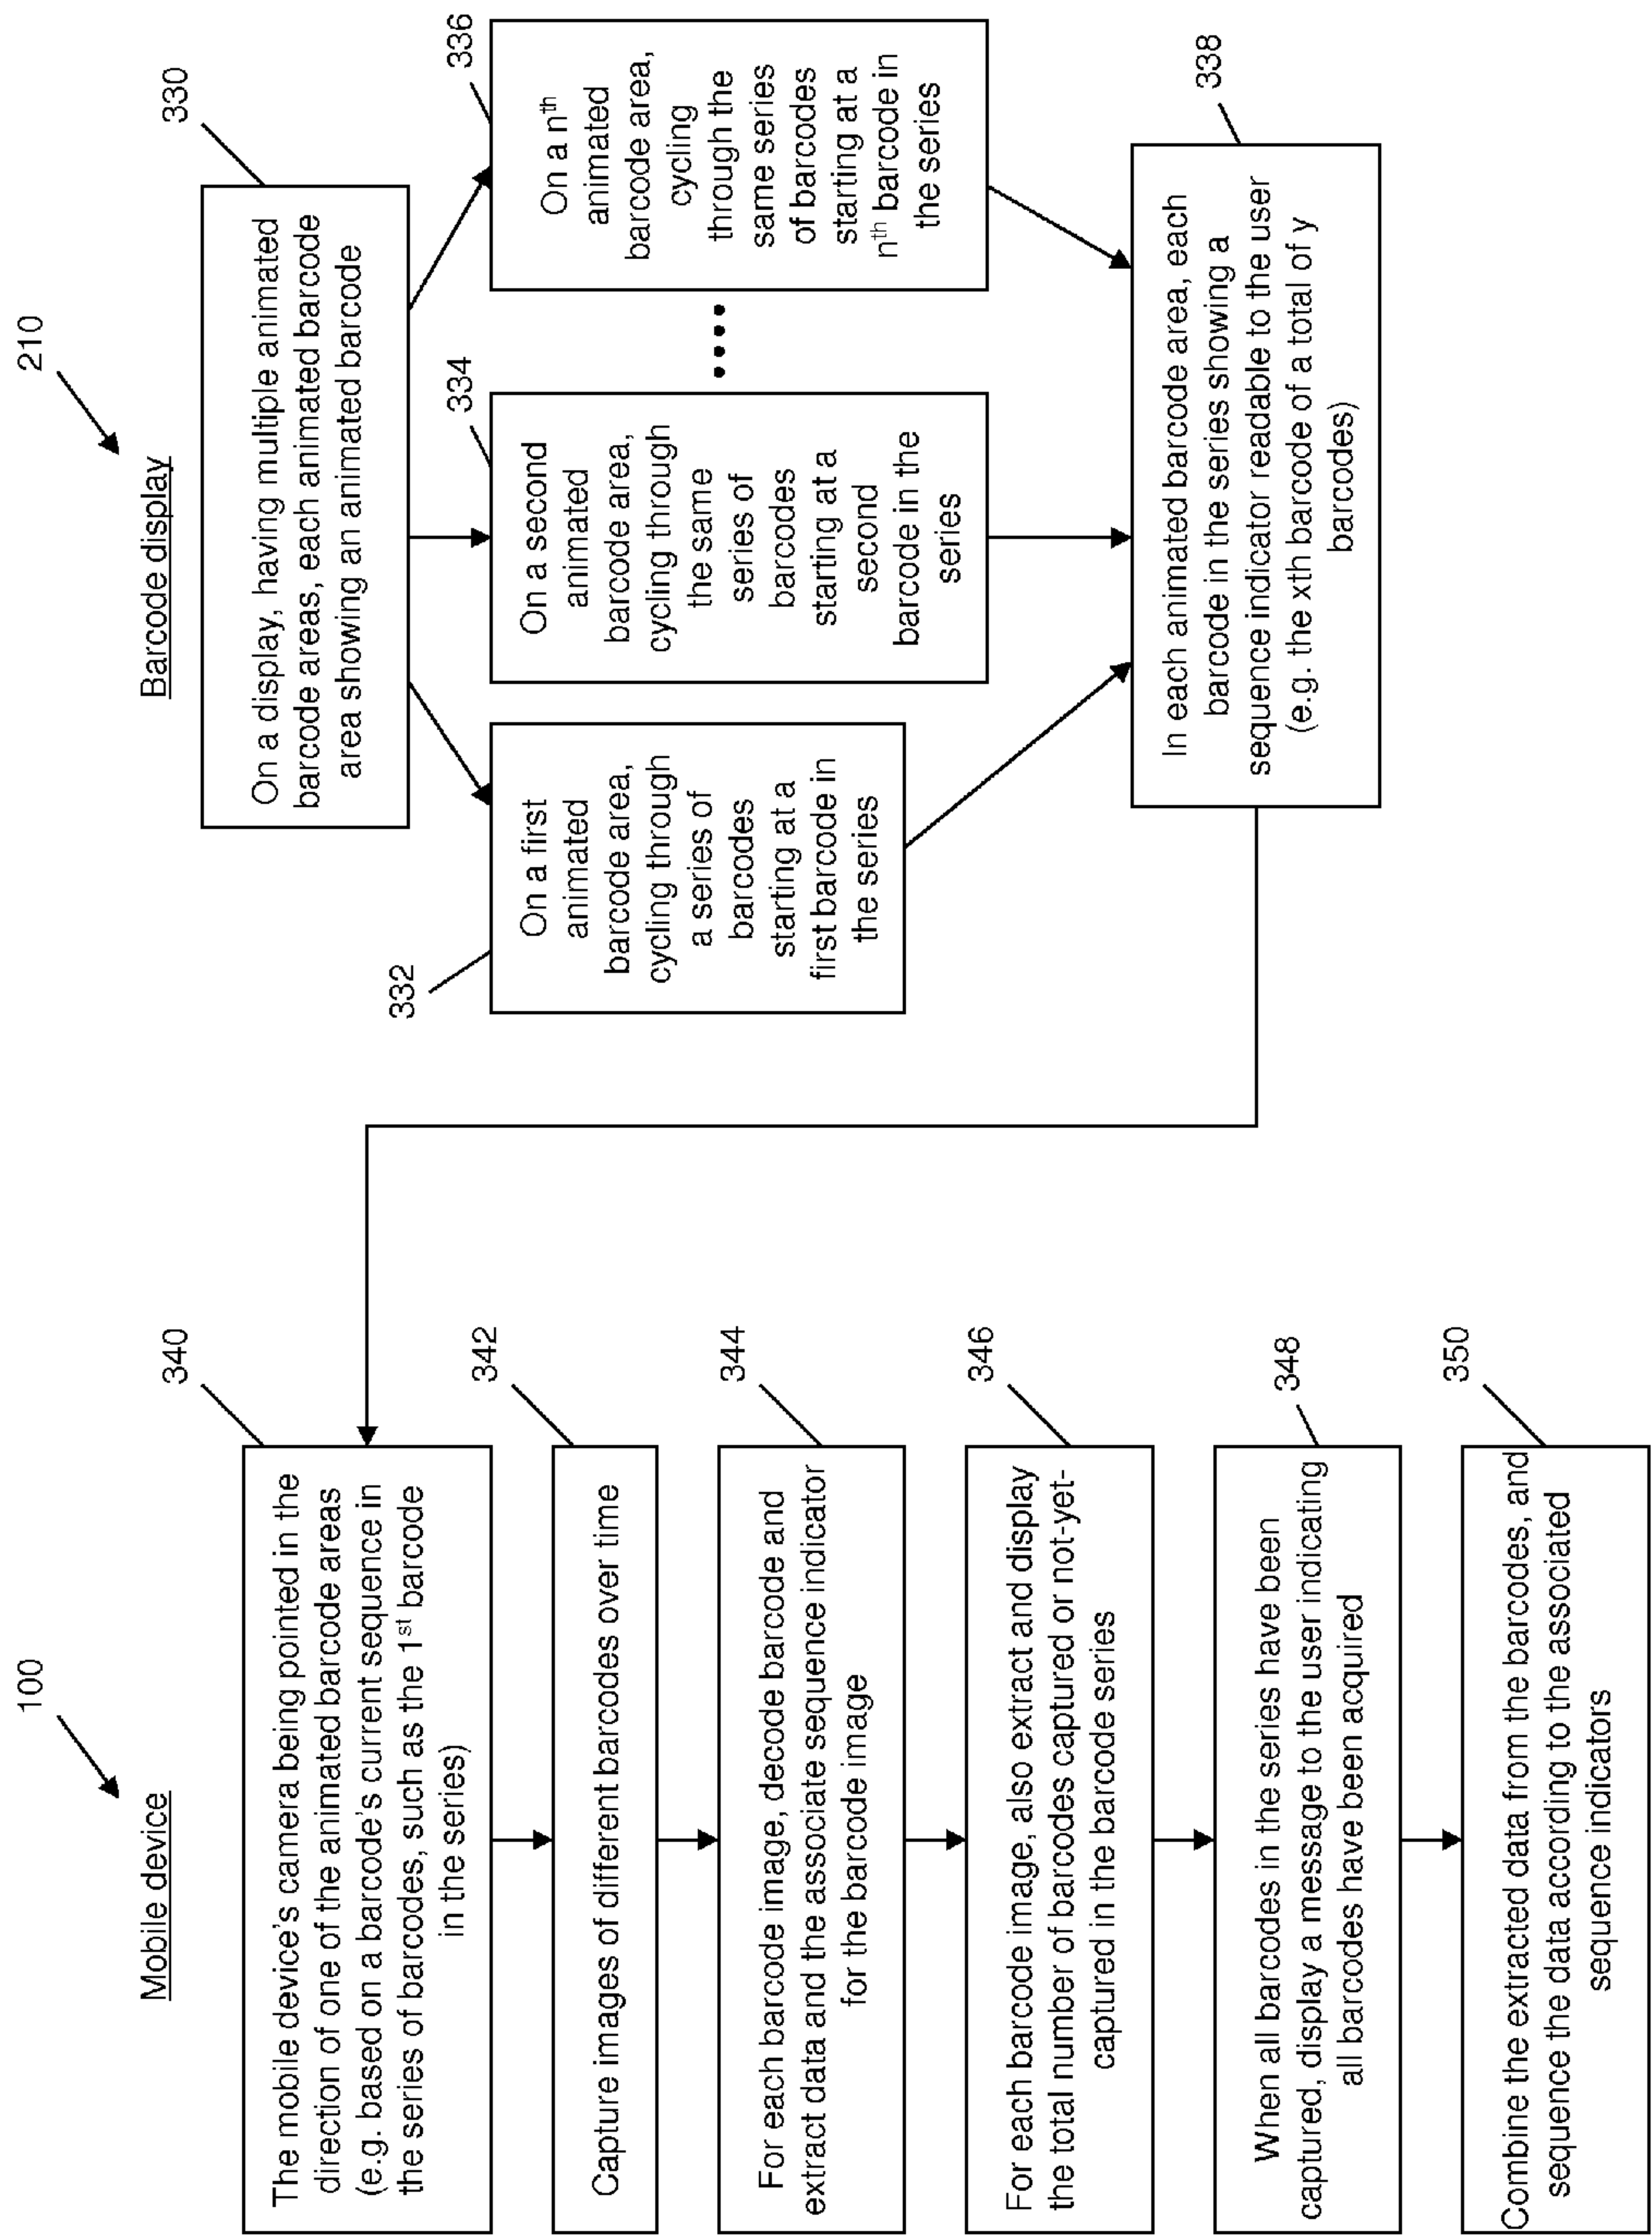 100
Mobile device
340
The mobile device's camera being pointed in the
direction of one of the animated barcode areas
(e.g. based on a barcode's current sequence in
the series of barcodes, such as the 1st barcode
in the series)
342
Capture images of different barcodes over time
344
For each barcode image, decode barcode and
extract data and the associate sequence indicator
for the barcode image
346
For each barcode image, also extract and display
the total number of barcodes captured or not-yet-
captured in the barcode series
348
When all barcodes in the series have been
captured, display a message to the user indicating
all barcodes have been acquired
350
Combine the extracted data from the barcodes, and
sequence the data according to the associated
sequence indicators
210
Barcode display
330
On a display, having multiple animated
barcode areas, each animated barcode
area showing an animated barcode
332
On a first
animated
barcode area,
cycling through
a series of
barcodes
starting at a
first barcode in
the series
334
On a second
animated
barcode area,
cycling through
the same
series of
barcodes
starting at a
second
barcode in the
series
336
On a nth
animated
barcode area,
cycling
through the
same series
of barcodes
starting at a
nth barcode in
the series
338
In each animated barcode area, each
barcode in the series showing a
sequence indicator readable to the user
(e.g. the xth barcode of a total of y
barcodes)